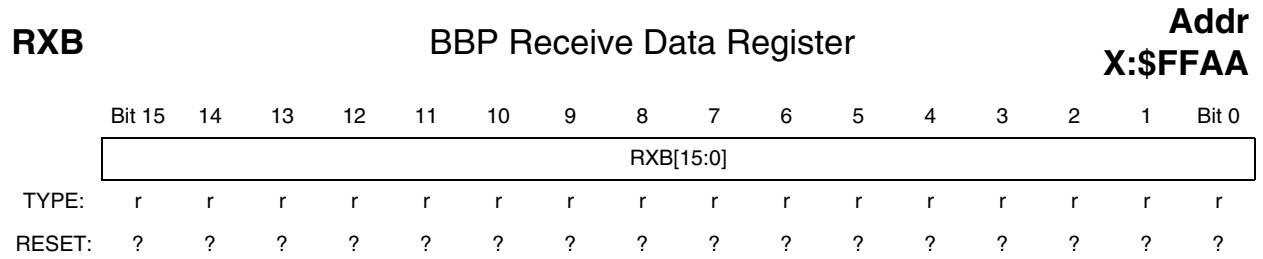 RXB BBP Receive Data Register Addr X:$FFAA
Bit 15 14 13 12 11 10 9 8 7 6 5 4 3 2 1 Bit 0
RXB[15:0]
TYPE: r r r r r r r r r r r r r r r r
RESET: ? ? ? ? ? ? ? ? ? ? ? ? ? ? ? ?